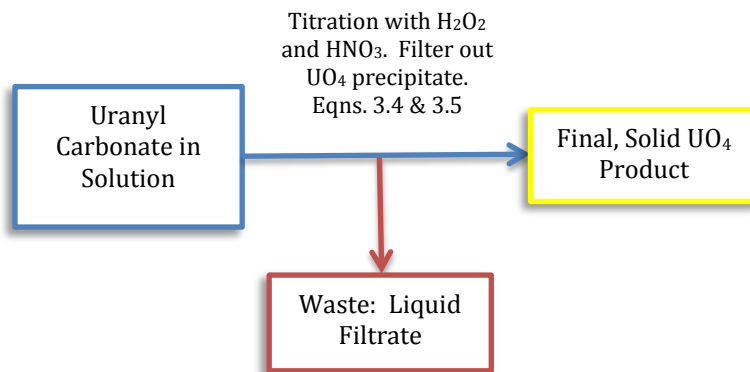 Titration with H₂O₂
and HNO₃.  Filter out
UO₄ precipitate.
Eqns. 3.4 & 3.5
Uranyl
Carbonate in
Solution
Final, Solid UO₄
Product
Waste:  Liquid
Filtrate